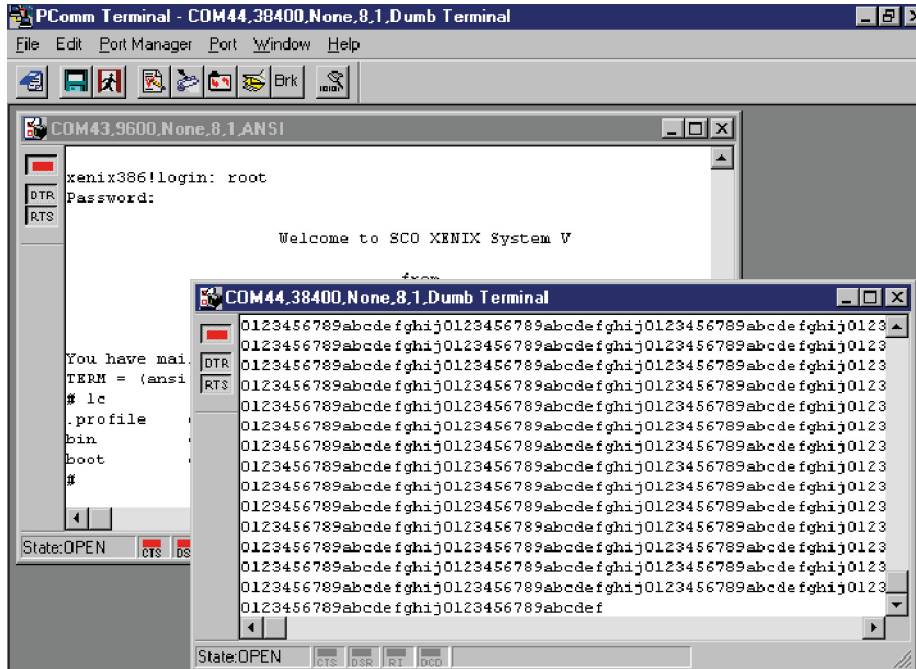 PComm Terminal - COM44,38400,None,8,1,Dumb Terminal
File Edit Port Manager Port Window Help
Brk
COM43,9600,None,8,1,ANSI
DTR
RTS
xenix386!login: root
Password:
Welcome to SCO XENIX System V
from
You have mai
TERM = (ansi
# lc
.profile
bin
boot
#
State:OPEN CTS DS
COM44,38400,None,8,1,Dumb Terminal
DTR
RTS
0123456789abcdefghij0123456789abcdefghij0123456789abcdefghij0123
0123456789abcdefghij0123456789abcdefghij0123456789abcdefghij0123
0123456789abcdefghij0123456789abcdefghij0123456789abcdefghij0123
0123456789abcdefghij0123456789abcdefghij0123456789abcdefghij0123
0123456789abcdefghij0123456789abcdefghij0123456789abcdefghij0123
0123456789abcdefghij0123456789abcdefghij0123456789abcdefghij0123
0123456789abcdefghij0123456789abcdefghij0123456789abcdefghij0123
0123456789abcdefghij0123456789abcdefghij0123456789abcdefghij0123
0123456789abcdefghij0123456789abcdefghij0123456789abcdefghij0123
0123456789abcdefghij0123456789abcdefghij0123456789abcdefghij0123
0123456789abcdefghij0123456789abcdefghij0123456789abcdefghij0123
0123456789abcdefghij0123456789abcdefghij0123456789abcdefghij0123
0123456789abcdefghij0123456789abcdefghij0123456789abcdefghij0123
0123456789abcdefghij0123456789abcdefghij0123456789abcdefghij0123
0123456789abcdefghij0123456789abcdef
State:OPEN CTS DSR RI DCD